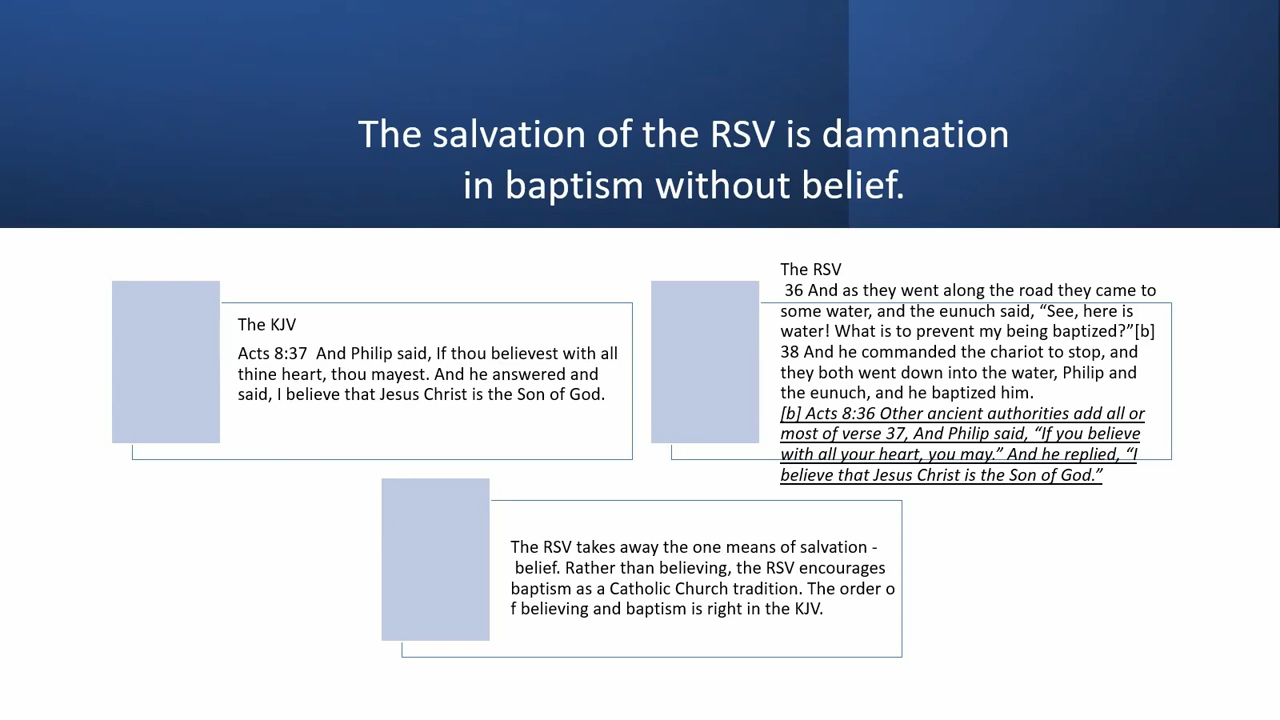 The salvation of the RSV is damnation
in baptism without belief.
The KJV
Acts 8:37  And Philip said, If thou believest with all
thine heart, thou mayest. And he answered and
said, I believe that Jesus Christ is the Son of God.
The RSV
36 And as they went along the road they came to
some water, and the eunuch said, “See, here is
water! What is to prevent my being baptized?”[b]
38 And he commanded the chariot to stop, and
they both went down into the water, Philip and
the eunuch, and he baptized him.
[b] Acts 8:36 Other ancient authorities add all or
most of verse 37, And Philip said, “If you believe
with all your heart, you may.” And he replied, “I
believe that Jesus Christ is the Son of God.”
The RSV takes away the one means of salvation -
belief. Rather than believing, the RSV encourages
baptism as a Catholic Church tradition. The order o
f believing and baptism is right in the KJV.